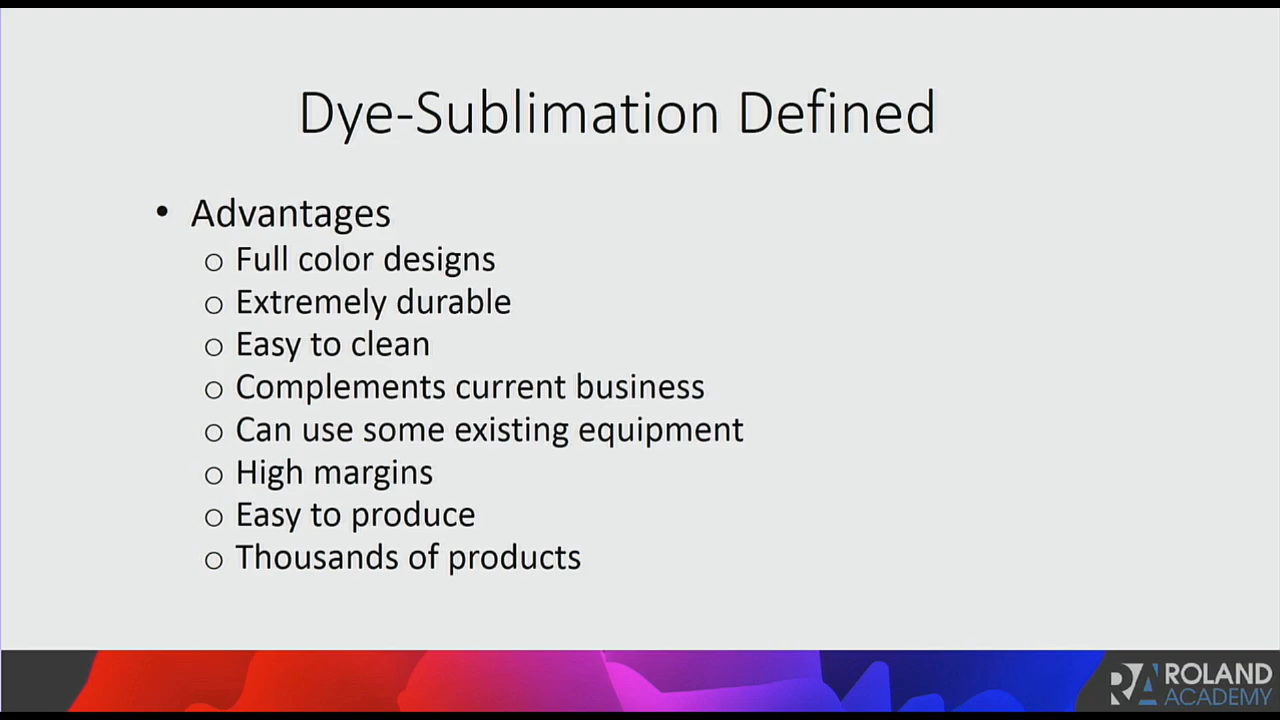 Dye-Sublimation Defined
• Advantages
o Full color designs
o Extremely durable
o Easy to clean
o Complements current business
o Can use some existing equipment
o High margins
o Easy to produce
o Thousands of products
RA ROLAND
ACADEMY